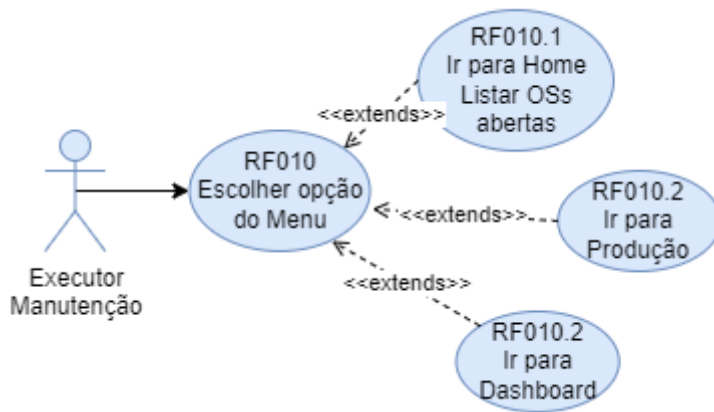 RF010.1
Ir para Home
Listar OSs
abertas
<<extends>>
RF010
Escolher opção
do Menu
RF010.2
Ir para
Produção
<<extends>>
Executor
Manutenção
<<extends>>
RF010.2
Ir para
Dashboard